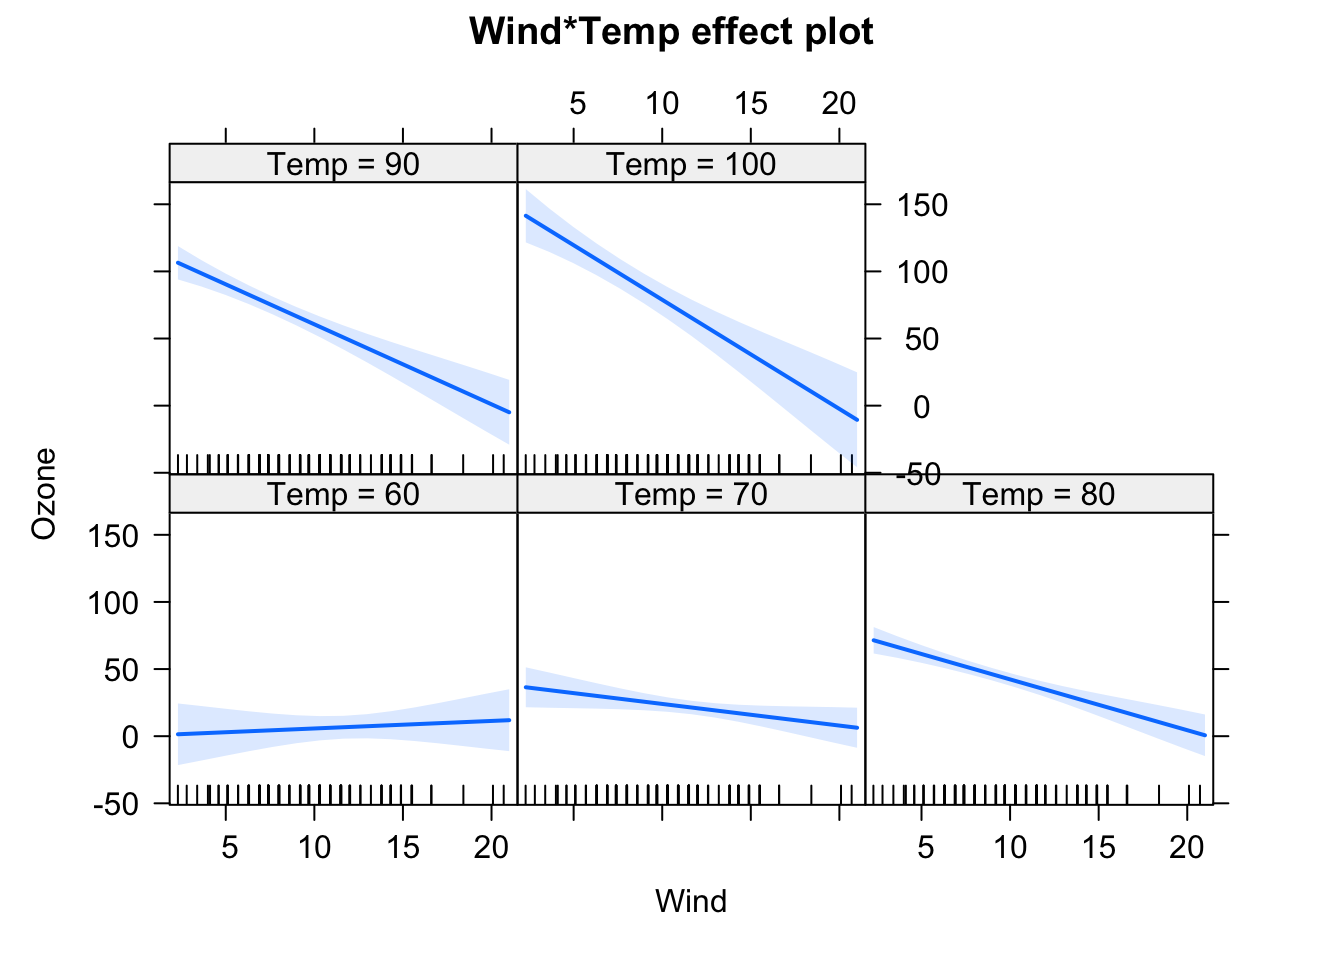 Wind*Temp effect plot
5 10 15 20
Temp = 90 Temp = 100
150
100
50
0
-50
Temp = 60 Temp = 70 Temp = 80
Ozone
150
100
50
0
-50
5 10 15 20 5 10 15 20
Wind